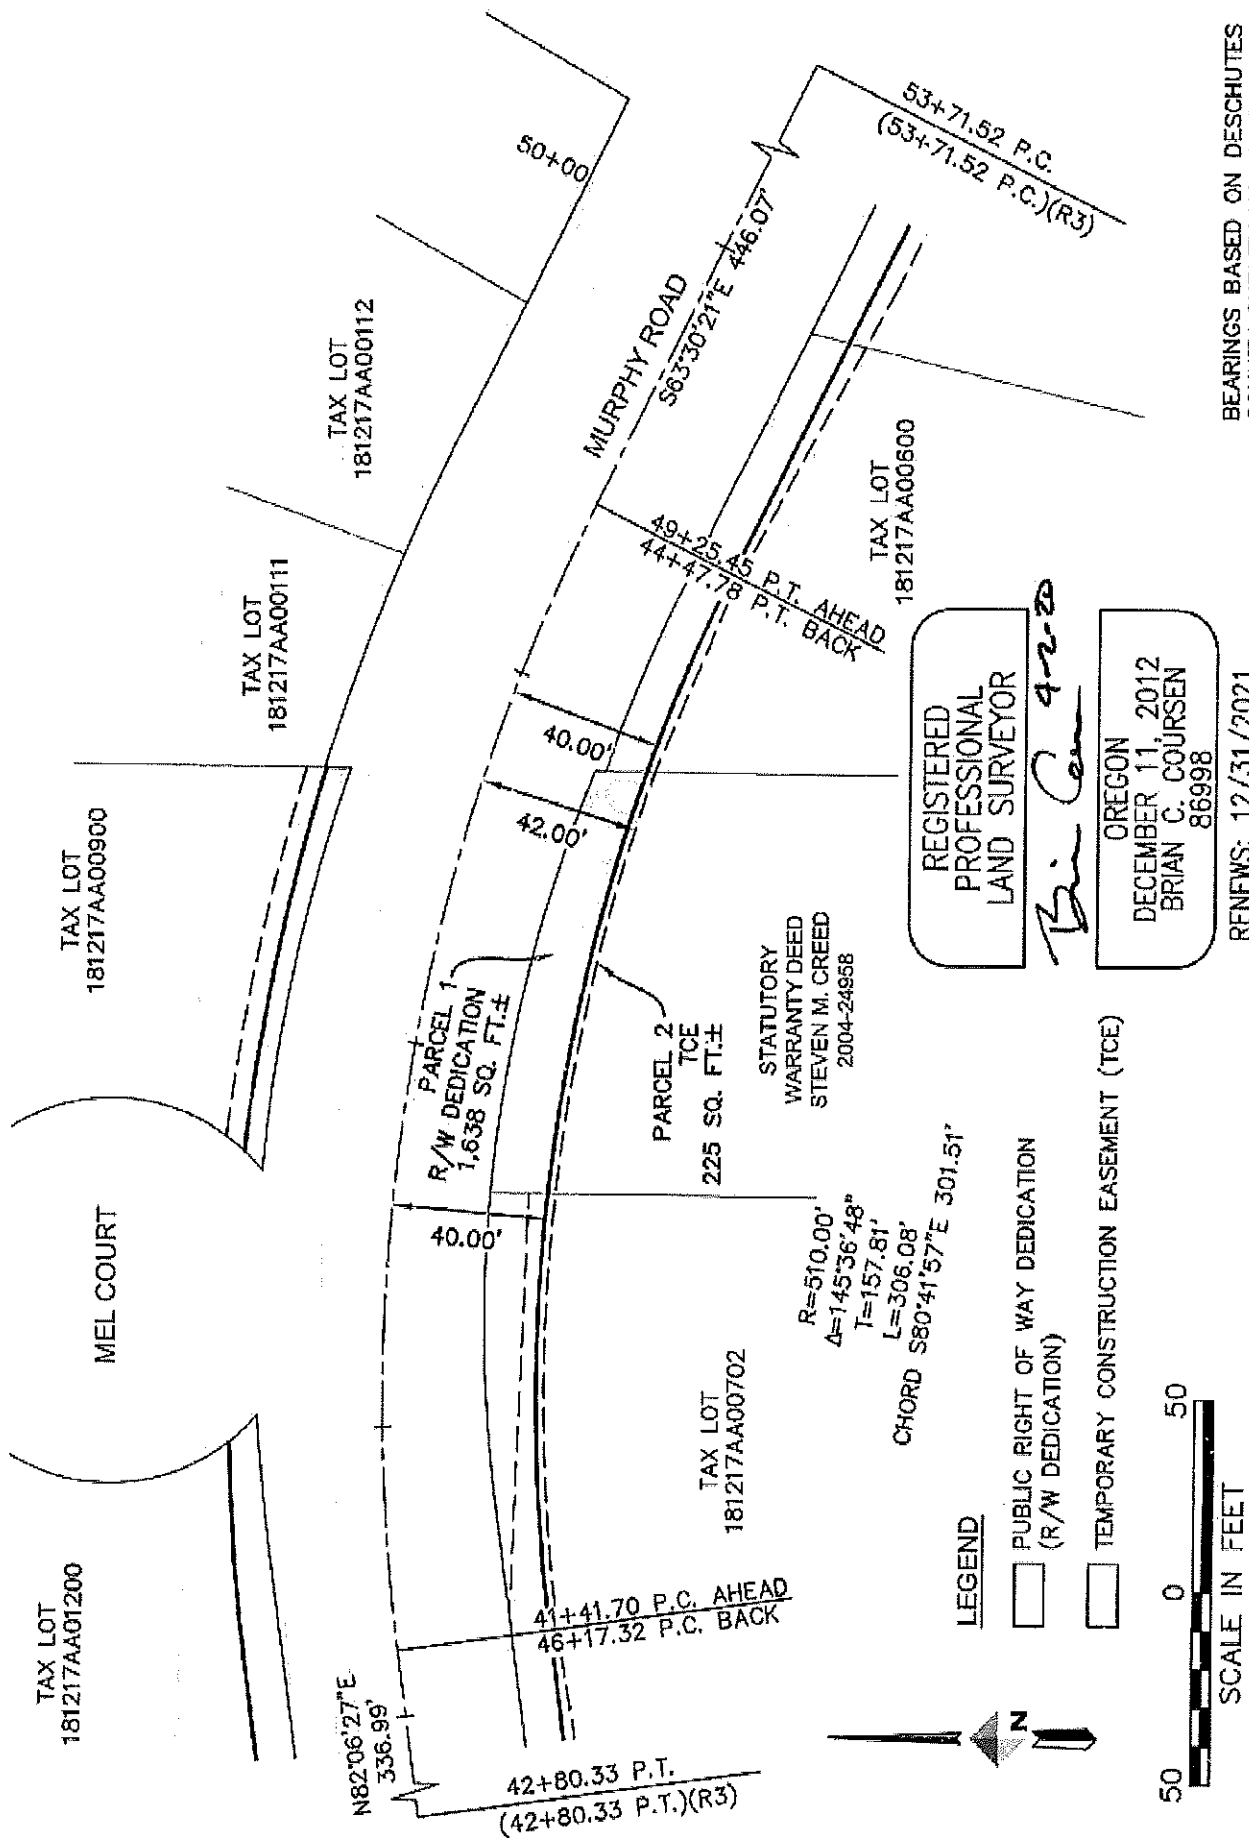 TAX LOT
181217AA01200
MEL COURT
TAX LOT
181217AA00900
TAX LOT
181217AA00111
TAX LOT
181217AA00112
50+00
N82°06'27"E
336.99'
42+80.33 P.T.
(42+80.33 P.T.)(R3)
41+41.70 P.C. AHEAD
46+17.32 P.C. BACK
40.00'
PARCEL 1
R/W DEDICATION
1,638 SQ. FT.±
42.00'
40.00'
MURPHY ROAD
S63°30'21"E 446.07'
49+25.45 P.T. AHEAD
44+47.78 P.T. BACK
53+71.52 P.C.
(53+71.52 P.C.)(R3)
TAX LOT
181217AA00702
PARCEL 2
TCE
225 SQ. FT.±
STATUTORY
WARRANTY DEED
STEVEN M. CREED
2004-24958
TAX LOT
181217AA00600
R=510.00'
Δ=145°36'48"
T=157.81'
L=306.08'
CHORD S80°41'57"E 301.51'
REGISTERED
PROFESSIONAL
LAND SURVEYOR
4-2-20
OREGON
DECEMBER 11, 2012
BRIAN C. COURSEN
86998
RENEWS: 12/31/2021
LEGEND
PUBLIC RIGHT OF WAY DEDICATION
(R/W DEDICATION)
TEMPORARY CONSTRUCTION EASEMENT (TCE)
N
50 0 50
SCALE IN FEET
BEARINGS BASED ON DESCHUTES